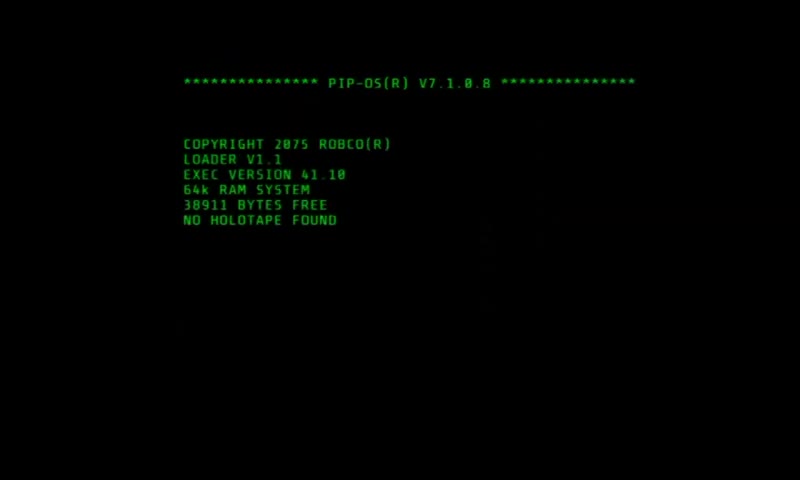 *************** PIP-OS(R) V7.1.0.8 ***************
COPYRIGHT 2075 ROBCO(R)
LOADER V1.1
EXEC VERSION 41.10
64k RAM SYSTEM
38911 BYTES FREE
NO HOLOTAPE FOUND